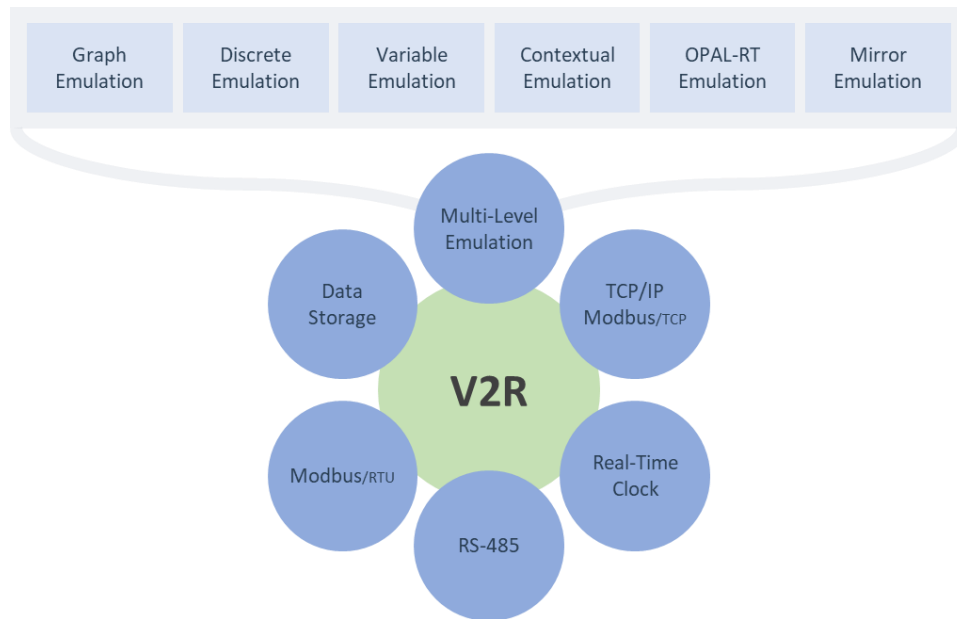 Graph
Emulation
Discrete
Emulation
Variable
Emulation
Contextual
Emulation
OPAL-RT
Emulation
Mirror
Emulation
Multi-Level
Emulation
Data
Storage
TCP/IP
Modbus/TCP
V2R
Modbus/RTU
Real-Time
Clock
RS-485